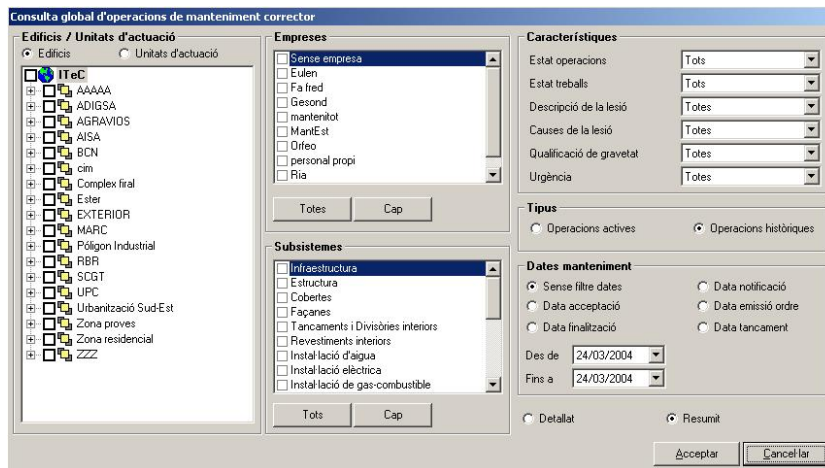 Consulta global d'operacions de manteniment corrector
Edificis / Unitats d'actuació
Edificis
Unitats d'actuació
ITeC
AAAAA
ADIGSA
AGRAVIOS
AISA
BCN
cim
Complex firal
Ester
EXTERIOR
MARC
Póligon Industrial
RBR
SCGT
UPC
Urbanització Sud-Est
Zona proves
Zona residencial
ZZZ
Empreses
Sense empresa
Eulen
Fa fred
Gesond
mantenitot
MantEst
Orfeo
personal propi
Ria
Totes
Cap
Subsistemes
Infraestructura
Estructura
Cobertes
Façanes
Tancaments i Divisòries interiors
Revestiments interiors
Instal·lació d'aigua
Instal·lació elèctrica
Instal·lació de gas-combustible
Tots
Cap
Característiques
Estat operacions Tots
Estat treballs Tots
Descripció de la lesió Totes
Causes de la lesió Totes
Qualificació de gravetat Totes
Urgència Totes
Tipus
Operacions actives
Operacions històriques
Dates manteniment
Sense filtre dates
Data notificació
Data acceptació
Data emissió ordre
Data finalització
Data tancament
Des de 24/03/2004
Fins a 24/03/2004
Detallat
Resumit
Acceptar
Cancel·lar